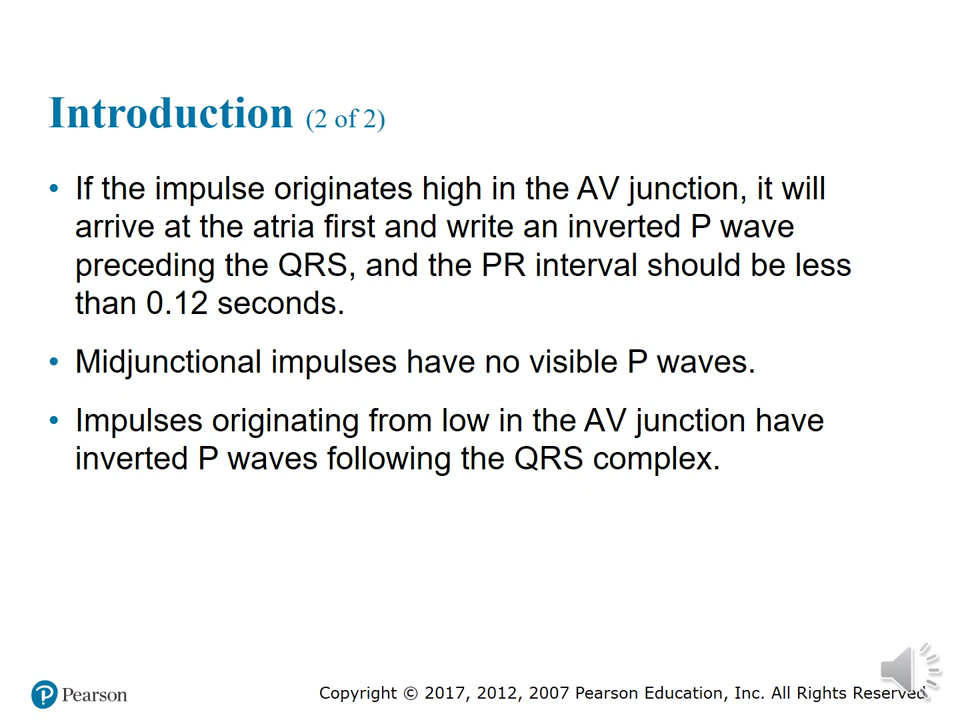 Introduction (2 of 2)
• If the impulse originates high in the AV junction, it will
arrive at the atria first and write an inverted P wave
preceding the QRS, and the PR interval should be less
than 0.12 seconds.
• Midjunctional impulses have no visible P waves.
• Impulses originating from low in the AV junction have
inverted P waves following the QRS complex.
Pearson
Copyright © 2017, 2012, 2007 Pearson Education, Inc. All Rights Reserved